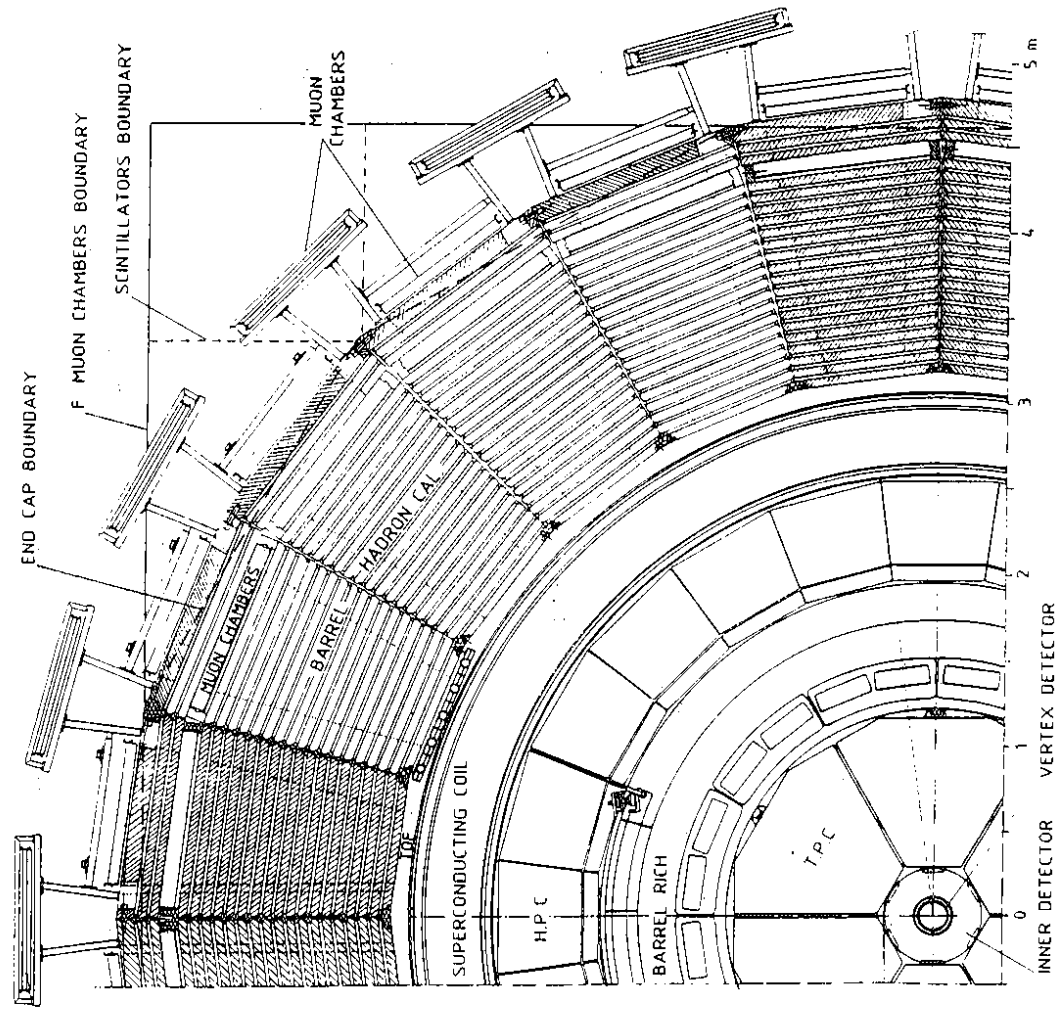 END CAP BOUNDARY
F MUON CHAMBERS BOUNDARY
SCINTILLATORS BOUNDARY
MUON
CHAMBERS
MUON CHAMBERS
BARREL HADRON CAL
TOF
SUPERCONDUCTING COIL
H.P.C
BARREL RICH
T.P.C
0
1
2
3
4
5 m
INNER DETECTOR
VERTEX DETECTOR